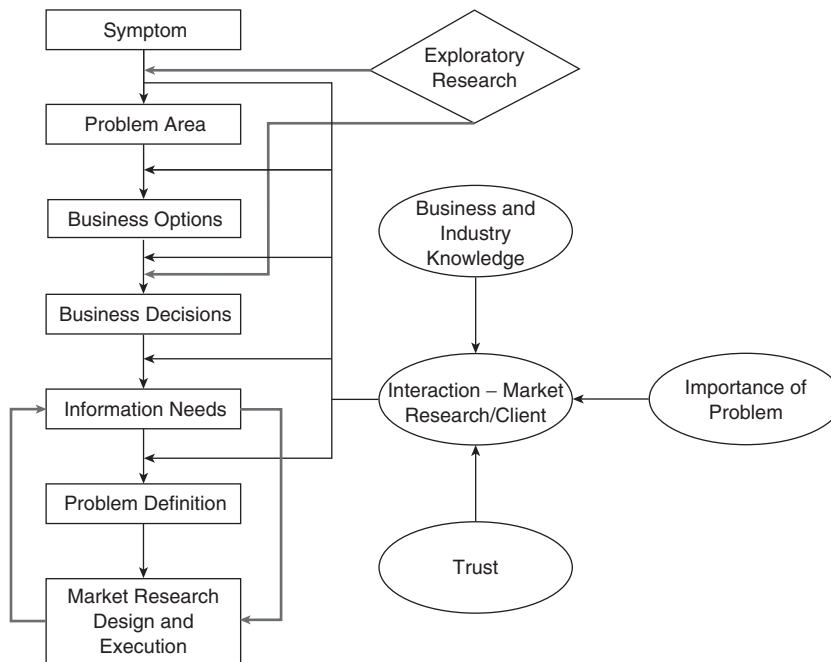 Symptom
Exploratory
Research
Problem Area
Business Options
Business and
Industry
Knowledge
Business Decisions
Information Needs
Interaction – Market
Research/Client
Importance of
Problem
Problem Definition
Trust
Market Research
Design and
Execution